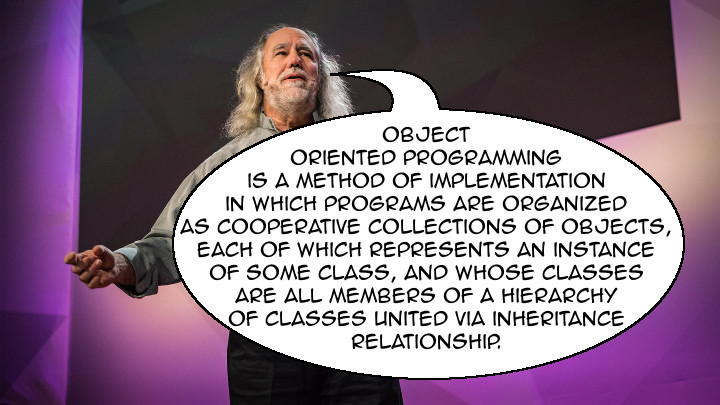 OBJECT
ORIENTED PROGRAMMING
IS A METHOD OF IMPLEMENTATION
IN WHICH PROGRAMS ARE ORGANIZED
AS COOPERATIVE COLLECTIONS OF OBJECTS,
EACH OF WHICH REPRESENTS AN INSTANCE
OF SOME CLASS, AND WHOSE CLASSES
ARE ALL MEMBERS OF A HIERARCHY
OF CLASSES UNITED VIA INHERITANCE
RELATIONSHIP.